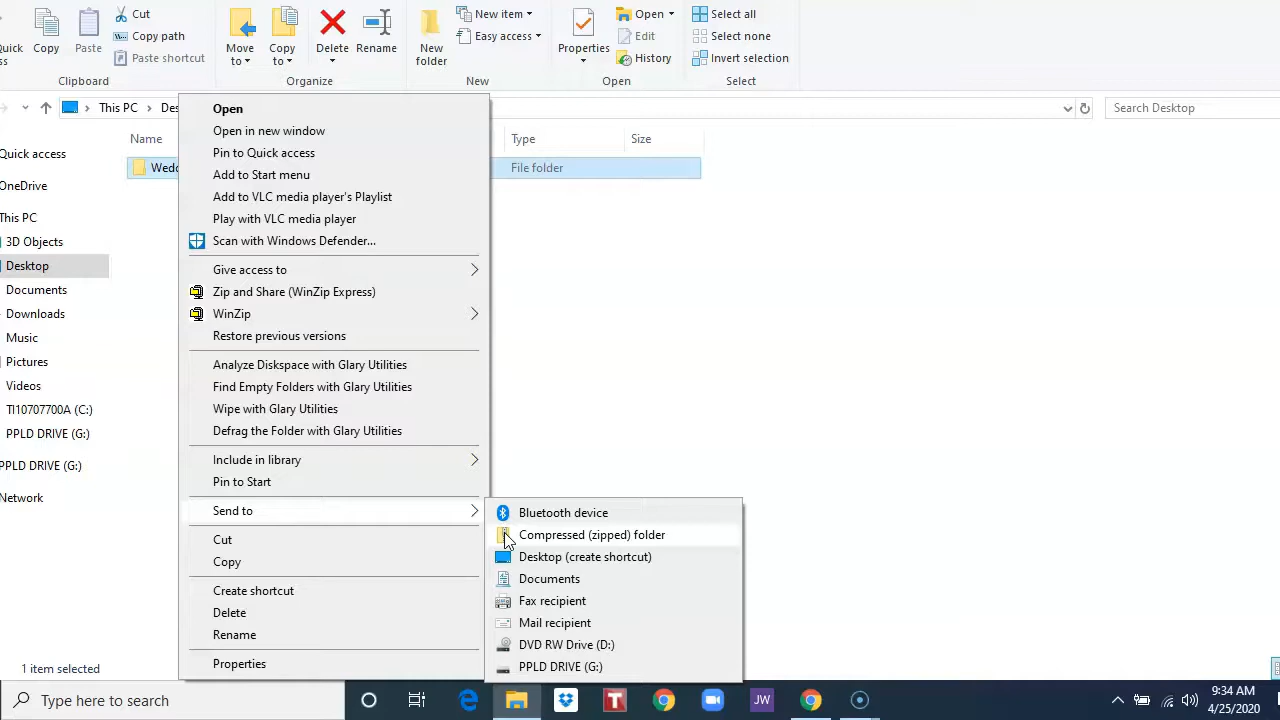 Cut
New item
Open
Select all
Copy path
Edit
Select none
Quick
Copy
Paste
Paste shortcut
Move
to
Copy
to
Delete
Rename
New
folder
Easy access
Properties
History
Invert selection
Clipboard
Organize
New
Open
Select
This PC
Search Desktop
Name
Type
Size
File folder
Quick access
OneDrive
This PC
3D Objects
Desktop
Documents
Downloads
Music
Pictures
Videos
TI10707700A (C:)
PPLD DRIVE (G:)
PPLD DRIVE (G:)
Network
Open
Open in new window
Pin to Quick access
Add to Start menu
Add to VLC media player's Playlist
Play with VLC media player
Scan with Windows Defender...
Give access to
Zip and Share (WinZip Express)
WinZip
Restore previous versions
Analyze Diskspace with Glary Utilities
Find Empty Folders with Glary Utilities
Wipe with Glary Utilities
Defrag the Folder with Glary Utilities
Include in library
Pin to Start
Send to
Cut
Copy
Create shortcut
Delete
Rename
Properties
Bluetooth device
Compressed (zipped) folder
Desktop (create shortcut)
Documents
Fax recipient
Mail recipient
DVD RW Drive (D:)
PPLD DRIVE (G:)
1 item selected
Type here to search
T
JW
9:34 AM
4/25/2020